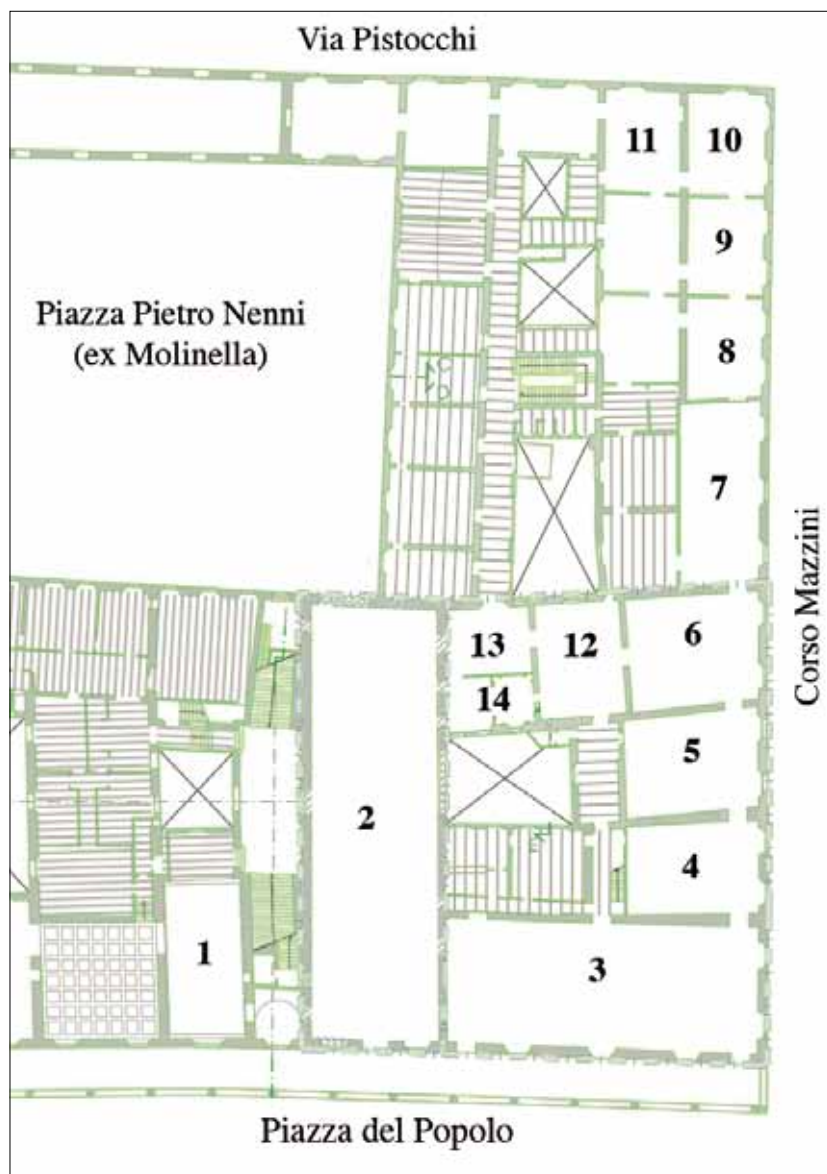 Via Pistocchi
11
10
9
Piazza Pietro Nenni
(ex Molinella)
8
7
Corso Mazzini
13
12
6
14
5
2
4
1
3
Piazza del Popolo